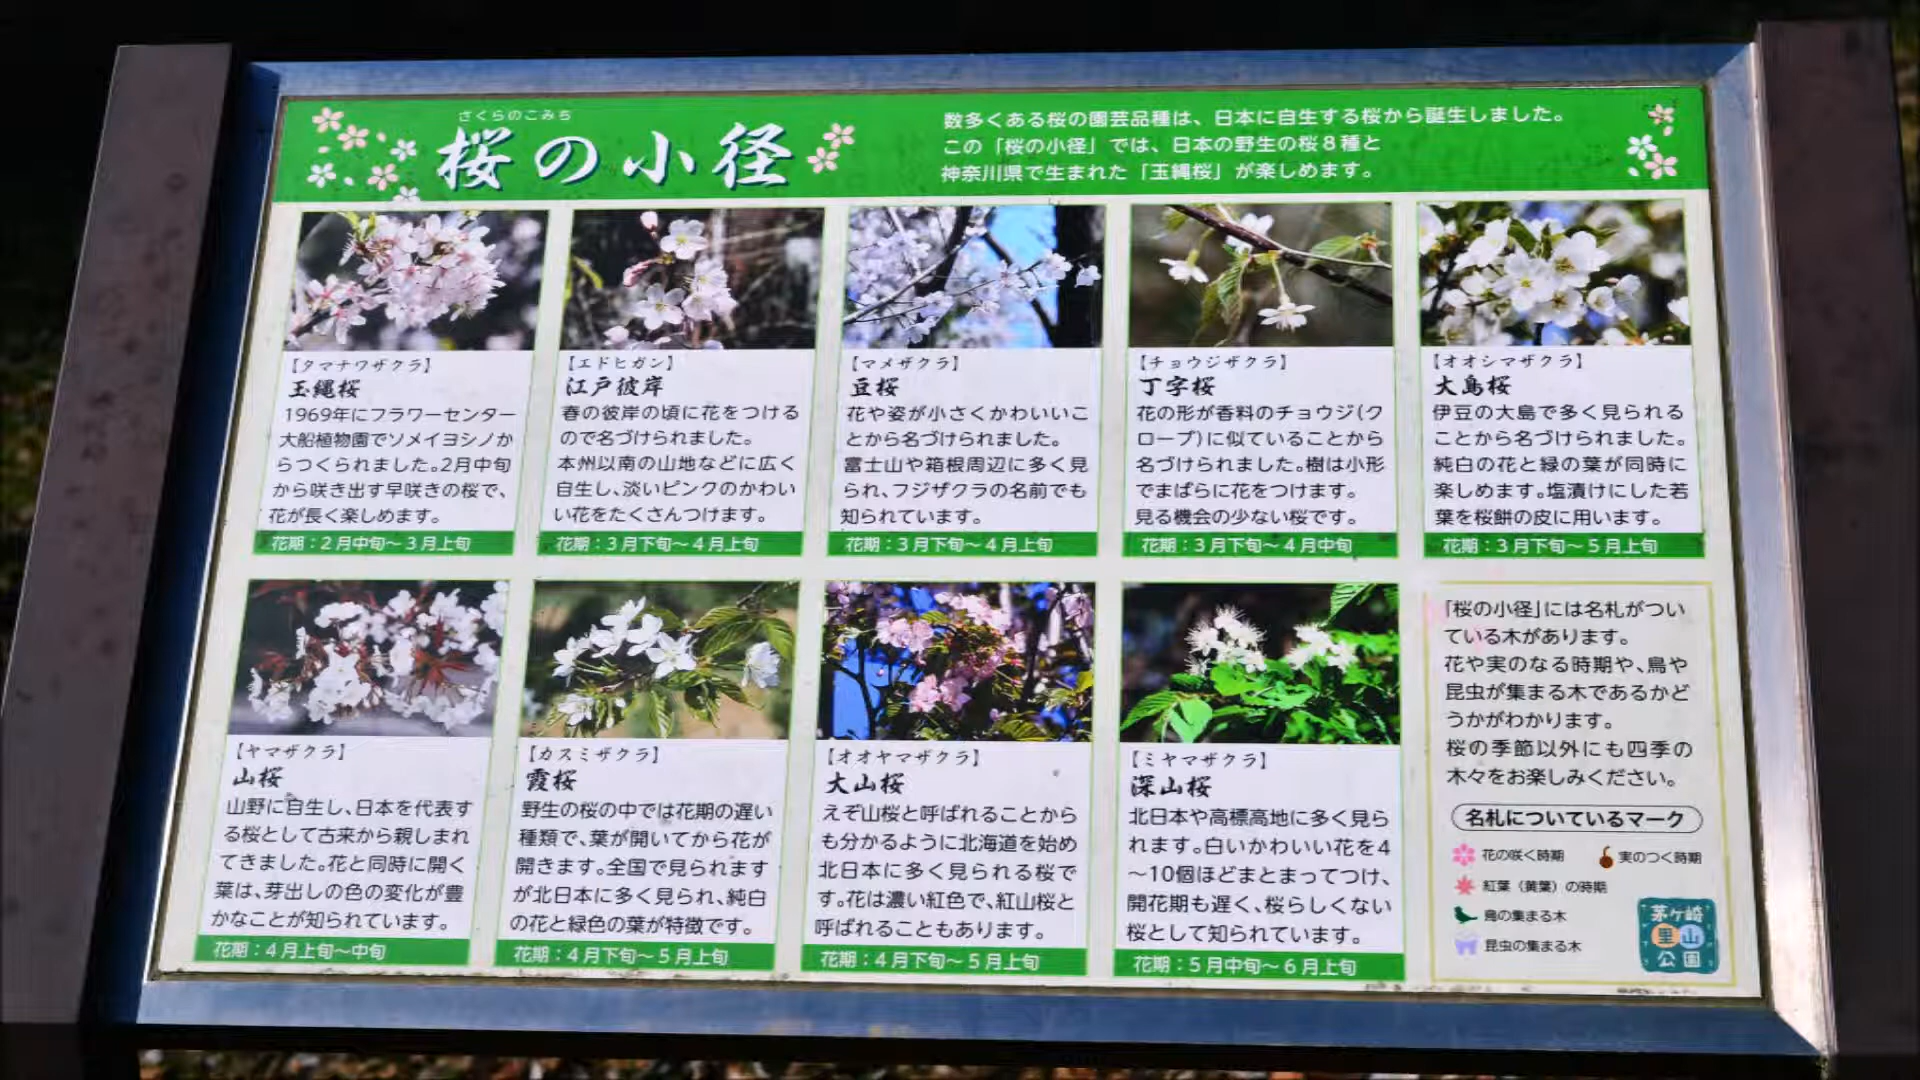 さくらのこみち
桜の小径
数多くある桜の園芸品種は、日本に自生する桜から誕生しました。
この「桜の小径」では、日本の野生の桜8種と
神奈川県で生まれた「玉縄桜」が楽しめます。
【タマナワザクラ】
玉縄桜
1969年にフラワーセンター
大船植物園でソメイヨシノか
らつくられました。2月中旬
から咲き出す早咲きの桜で、
花が長く楽しめます。
花期：2月中旬～3月上旬
【エドヒガン】
江戸彼岸
春の彼岸の頃に花をつける
ので名づけられました。
本州以南の山地などに広く
自生し、淡いピンクのかわい
い花をたくさんつけます。
花期：3月下旬～4月上旬
【マメザクラ】
豆桜
花や姿が小さくかわいいこ
とから名づけられました。
富士山や箱根周辺に多く見
られ、フジザクラの名前でも
知られています。
花期：3月下旬～4月上旬
【チョウジザクラ】
丁字桜
花の形が香料のチョウジ(ク
ローブ)に似ていることから
名づけられました。樹は小形
でまばらに花をつけます。
見る機会の少ない桜です。
花期：3月下旬～4月中旬
【オオシマザクラ】
大島桜
伊豆の大島で多く見られる
ことから名づけられました。
純白の花と緑の葉が同時に
楽しめます。塩漬けにした若
葉を桜餅の皮に用います。
花期：3月下旬～5月上旬
【ヤマザクラ】
山桜
山野に自生し、日本を代表す
る桜として古来から親しまれ
てきました。花と同時に開く
葉は、芽出しの色の変化が豊
かなことが知られています。
花期：4月上旬～中旬
【カスミザクラ】
霞桜
野生の桜の中では花期の遅い
種類で、葉が開いてから花が
開きます。全国で見られます
が北日本に多く見られ、純白
の花と緑色の葉が特徴です。
花期：4月下旬～5月上旬
【オオヤマザクラ】
大山桜
えぞ山桜と呼ばれることから
も分かるように北海道を始め
北日本に多く見られる桜で
す。花は濃い紅色で、紅山桜と
呼ばれることもあります。
花期：4月下旬～5月上旬
【ミヤマザクラ】
深山桜
北日本や高標高地に多く見ら
れます。白いかわいい花を4
～10個ほどまとまってつけ、
開花期も遅く、桜らしくない
桜として知られています。
花期：5月中旬～6月上旬
「桜の小径」には名札がつい
ている木があります。
花や実のなる時期や、鳥や
昆虫が集まる木であるかど
うかがわかります。
桜の季節以外にも四季の
木々をお楽しみください。
名札についているマーク
花の咲く時期
実のつく時期
紅葉（黄葉）の時期
鳥の集まる木
昆虫の集まる木
茅ケ崎
里山
公園